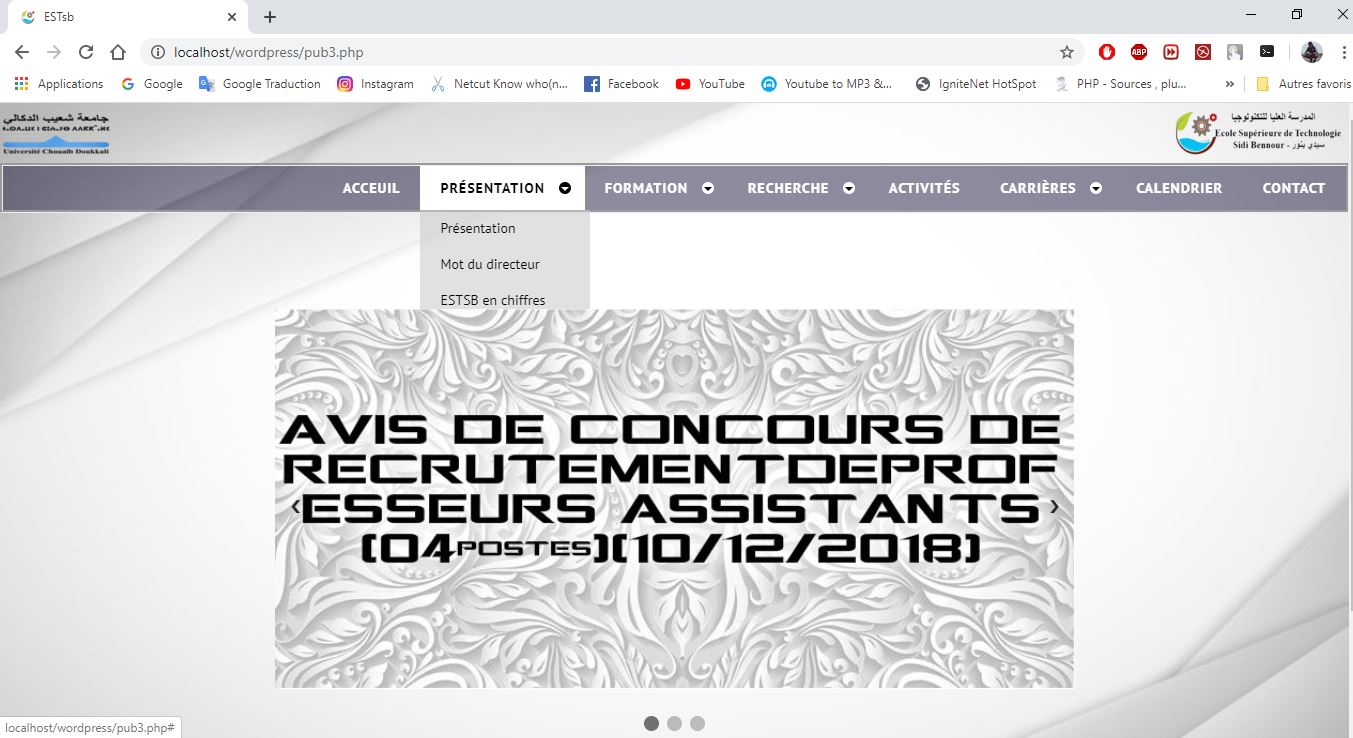 ESTsb
localhost/wordpress/pub3.php
ABP
Applications
Google
Google Traduction
Instagram
Netcut Know who(n...
Facebook
YouTube
Youtube to MP3 &...
IgniteNet HotSpot
PHP - Sources , plu...
»
Autres favoris
جامعة شعيب الدكالي
Université Chouaïb Doukkali
المدرسة العليا للتكنولوجيا
Ecole Supérieure de Technologie
Sidi Bennour - سيدي بنور
ACCEUIL
PRÉSENTATION
FORMATION
RECHERCHE
ACTIVITÉS
CARRIÈRES
CALENDRIER
CONTACT
Présentation
Mot du directeur
ESTSB en chiffres
AVIS DE CONCOURS DE
RECRUTEMENTDEPROF
‹ESSEURS ASSISTANTS ›
(04POSTES)(10/12/2018)
localhost/wordpress/pub3.php#